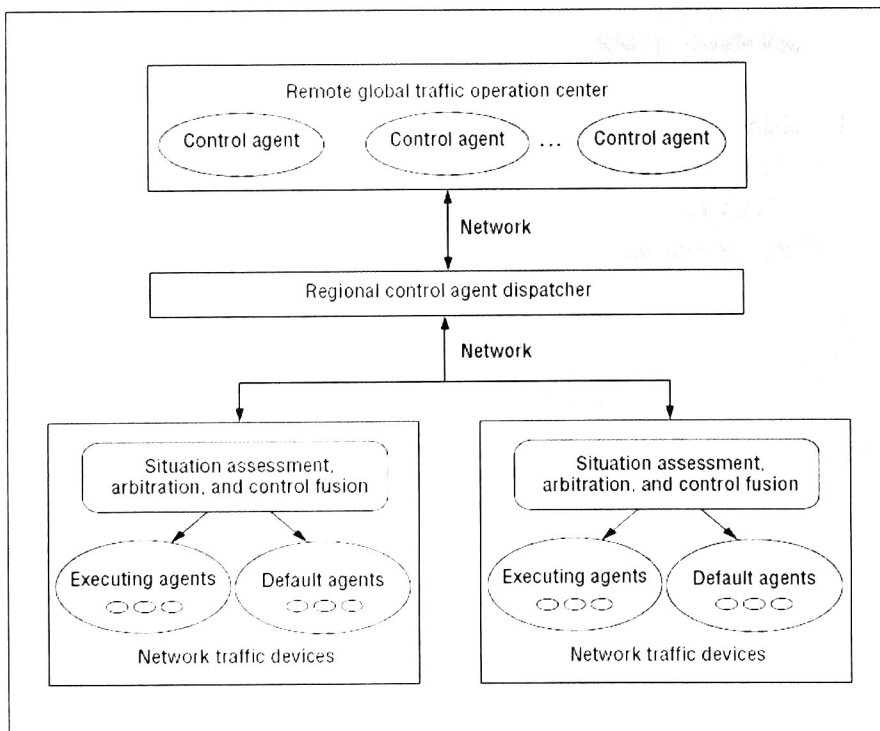 Remote global traffic operation center
Control agent
Control agent
...
Control agent
Network
Regional control agent dispatcher
Network
Situation assessment,
arbitration, and control fusion
Executing agents
Default agents
Network traffic devices
Situation assessment,
arbitration, and control fusion
Executing agents
Default agents
Network traffic devices